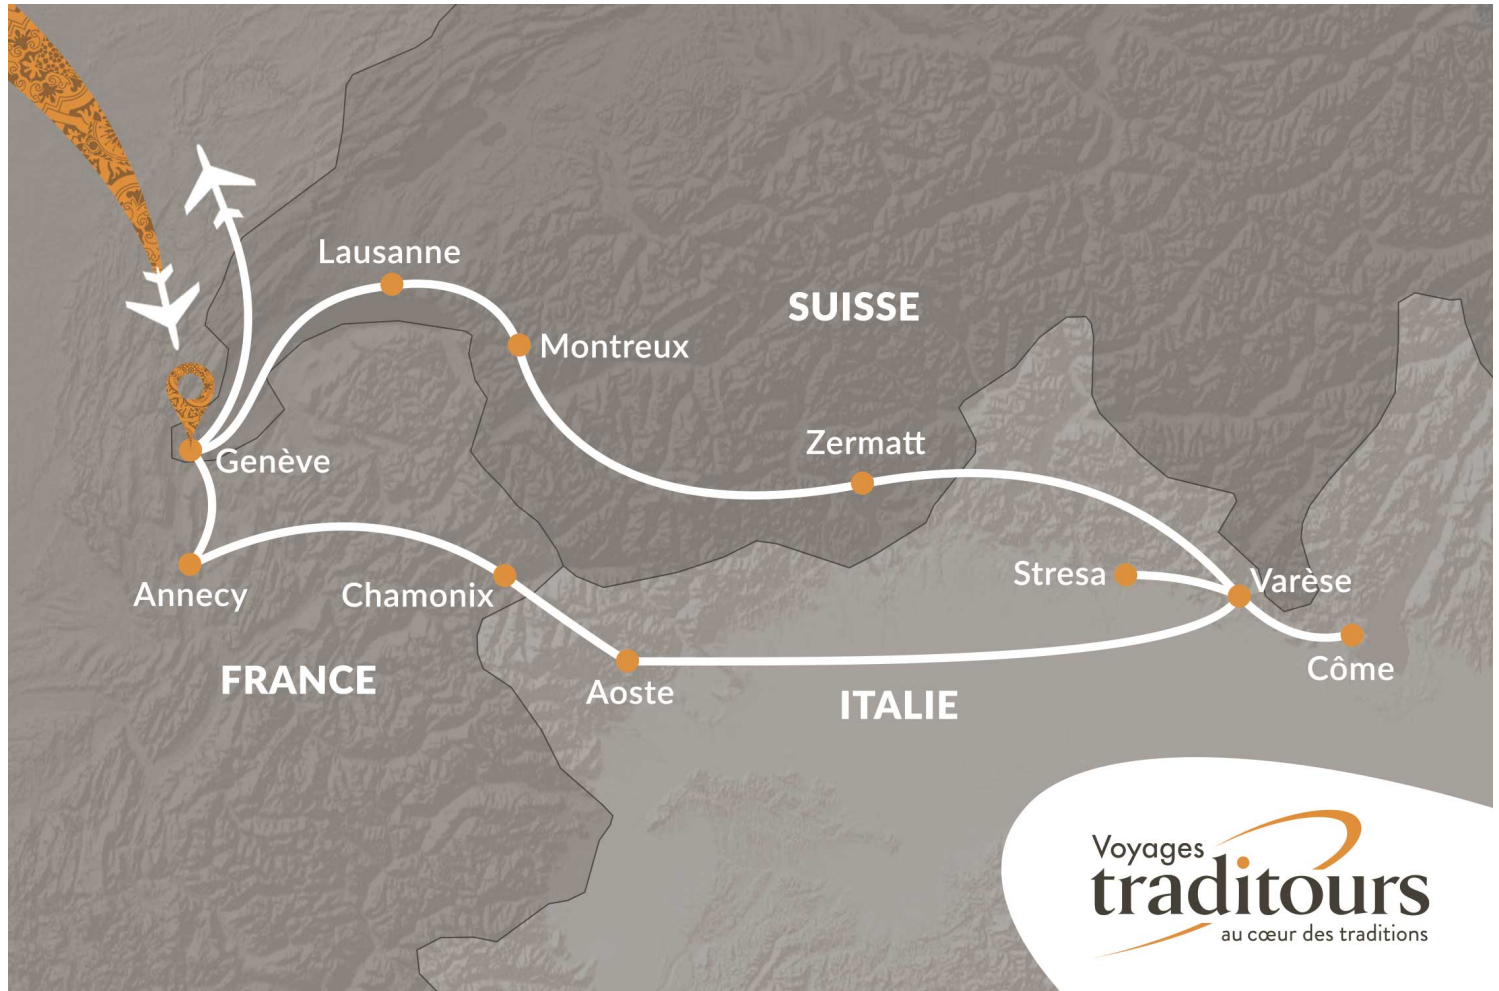 Lausanne
SUISSE
Montreux
Zermatt
Genève
Stresa
Varèse
Annecy
Chamonix
Côme
FRANCE
Aoste
ITALIE
Voyages
traditours
au cœur des traditions